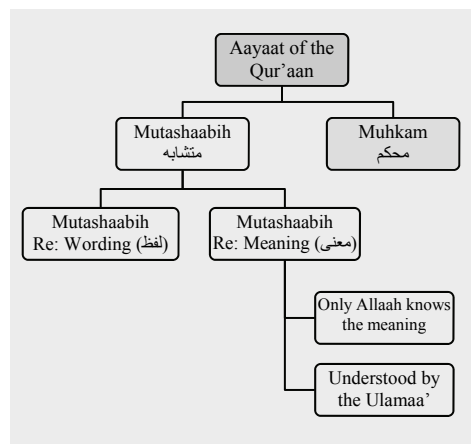 Aayaat of the
Qur’aan
Mutashaabih
متشابه
Muhkam
محكم
Mutashaabih
Re: Wording (لفظ)
Mutashaabih
Re: Meaning (معنى)
Only Allaah knows
the meaning
Understood by
the Ulamaa’